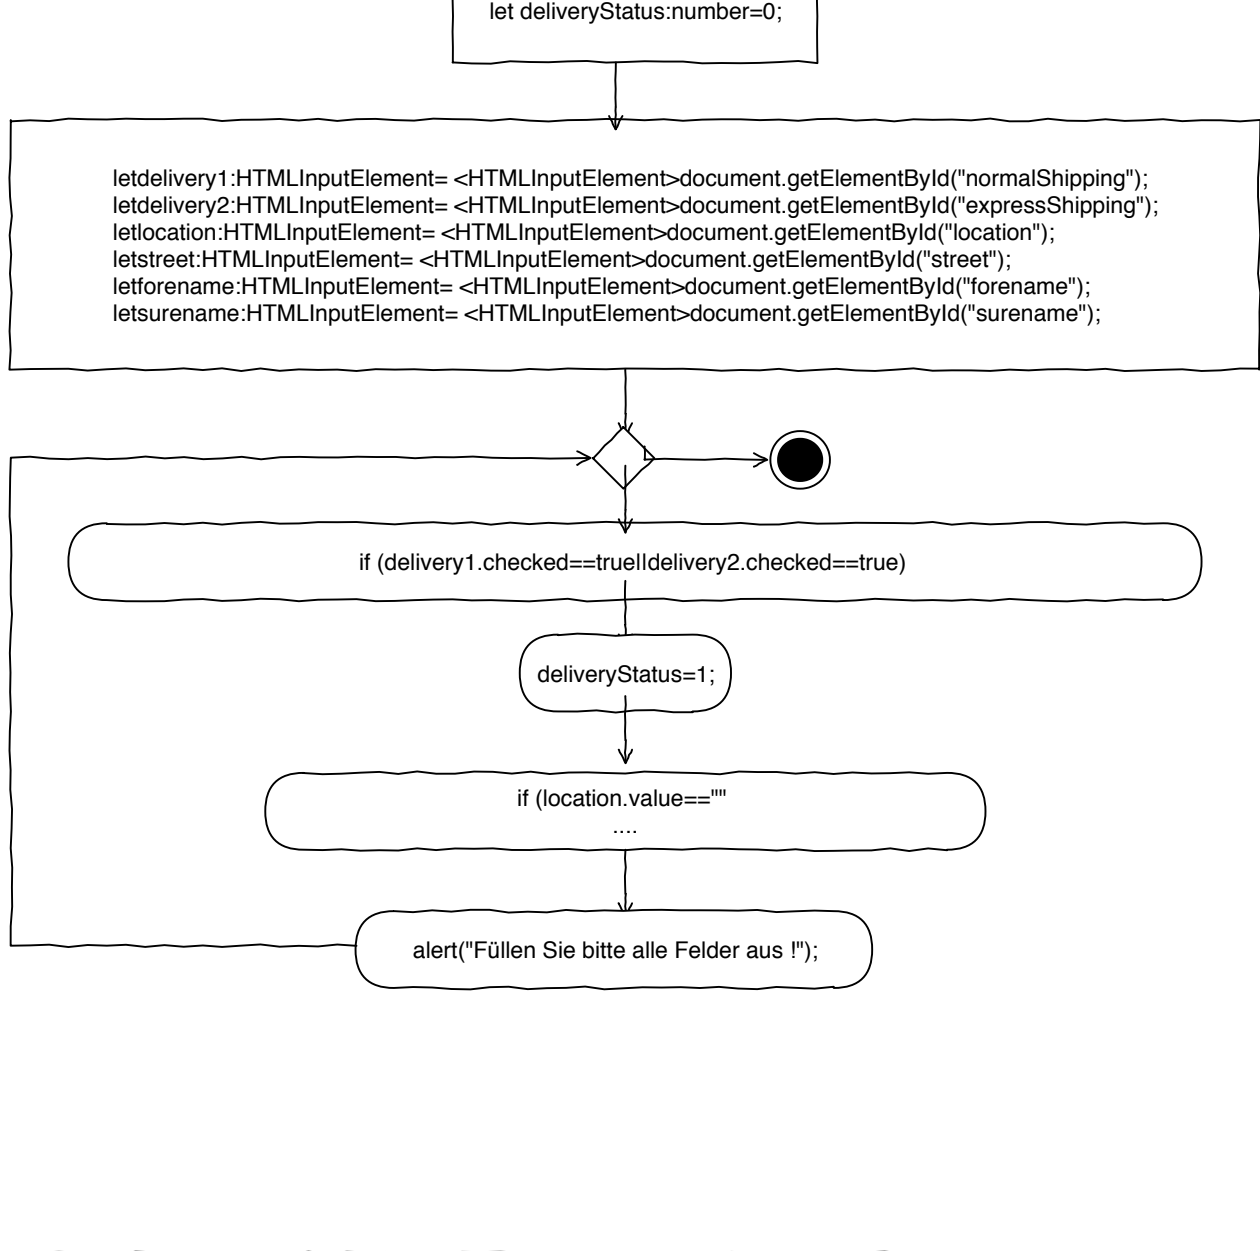 let deliveryStatus:number=0;
letdelivery1:HTMLInputElement= <HTMLInputElement>document.getElementById("normalShipping");
letdelivery2:HTMLInputElement= <HTMLInputElement>document.getElementById("expressShipping");
letlocation:HTMLInputElement= <HTMLInputElement>document.getElementById("location");
letstreet:HTMLInputElement= <HTMLInputElement>document.getElementById("street");
letforename:HTMLInputElement= <HTMLInputElement>document.getElementById("forename");
letsurename:HTMLInputElement= <HTMLInputElement>document.getElementById("surename");
if (delivery1.checked==true||delivery2.checked==true)
deliveryStatus=1;
if (location.value==""
....
alert("Füllen Sie bitte alle Felder aus !");